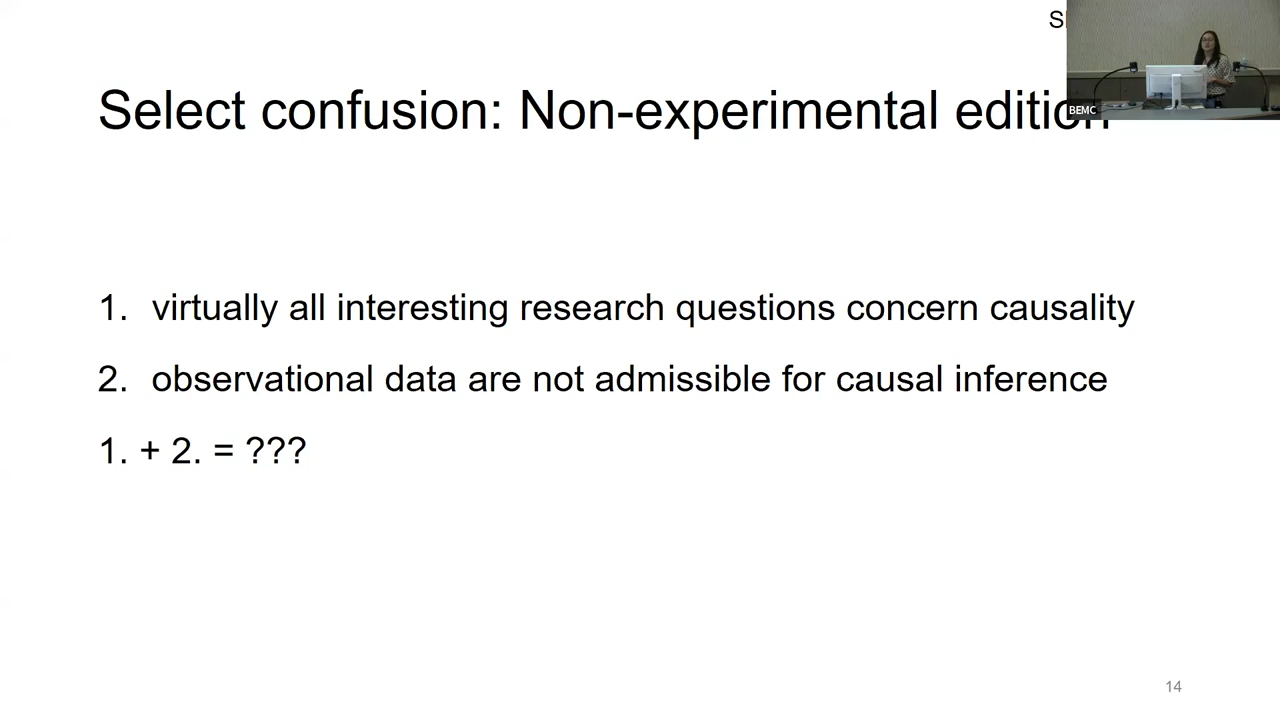 Select confusion: Non-experimental edition
BEMC
1. virtually all interesting research questions concern causality
2. observational data are not admissible for causal inference
1. + 2. = ???
14